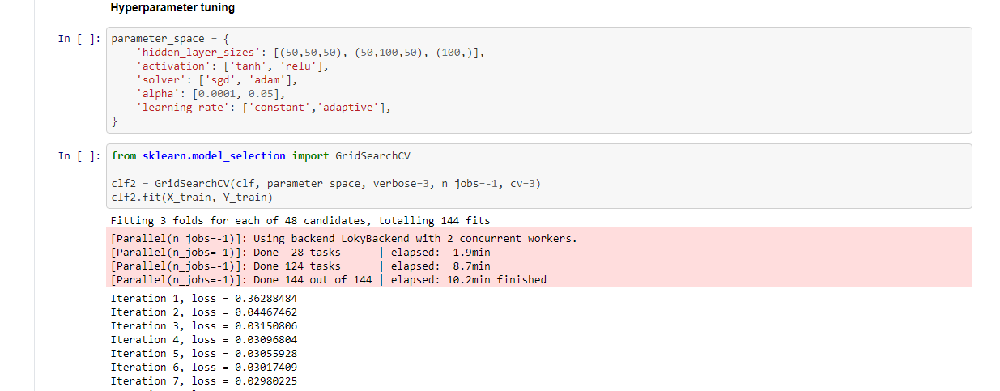 Hyperparameter tuning
In [ ]: parameter_space = {
    'hidden_layer_sizes': [(50,50,50), (50,100,50), (100,)],
    'activation': ['tanh', 'relu'],
    'solver': ['sgd', 'adam'],
    'alpha': [0.0001, 0.05],
    'learning_rate': ['constant','adaptive'],
}
In [ ]: from sklearn.model_selection import GridSearchCV
clf2 = GridSearchCV(clf, parameter_space, verbose=3, n_jobs=-1, cv=3)
clf2.fit(X_train, Y_train)
Fitting 3 folds for each of 48 candidates, totalling 144 fits
[Parallel(n_jobs=-1)]: Using backend LokyBackend with 2 concurrent workers.
[Parallel(n_jobs=-1)]: Done  28 tasks      | elapsed:  1.9min
[Parallel(n_jobs=-1)]: Done 124 tasks      | elapsed:  8.7min
[Parallel(n_jobs=-1)]: Done 144 out of 144 | elapsed: 10.2min finished
Iteration 1, loss = 0.36288484
Iteration 2, loss = 0.04467462
Iteration 3, loss = 0.03150806
Iteration 4, loss = 0.03096804
Iteration 5, loss = 0.03055928
Iteration 6, loss = 0.03017409
Iteration 7, loss = 0.02980225